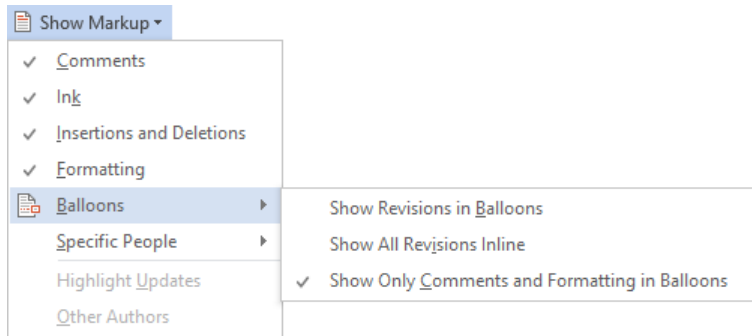 Show Markup
Comments
Ink
Insertions and Deletions
Formatting
Balloons
Specific People
Highlight Updates
Other Authors
Show Revisions in Balloons
Show All Revisions Inline
Show Only Comments and Formatting in Balloons